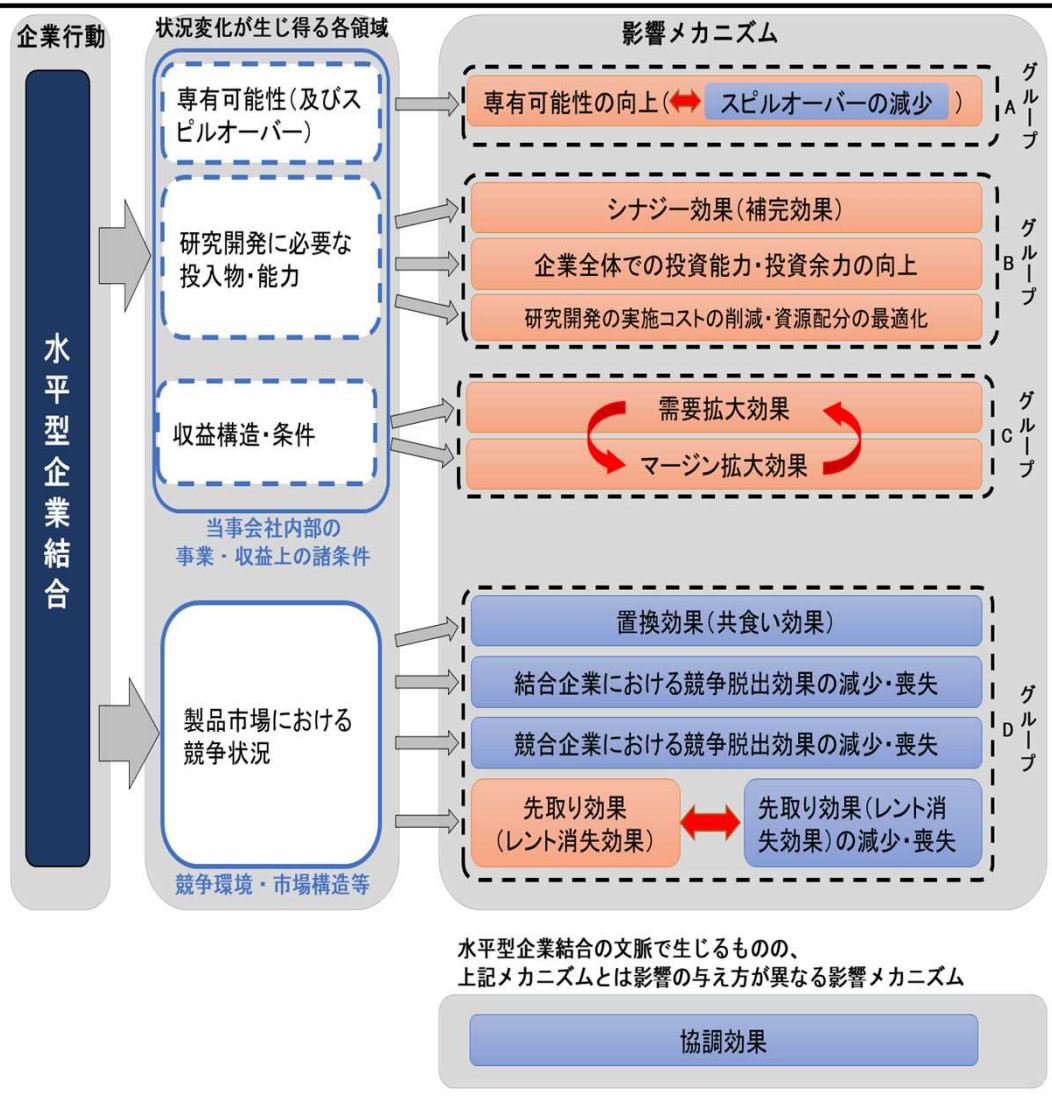 企業行動
水平型企業結合
状況変化が生じ得る各領域
専有可能性(及びス
ピルオーバー)
研究開発に必要な
投入物・能力
収益構造・条件
当事会社内部の
事業・収益上の諸条件
製品市場における
競争状況
競争環境・市場構造等
影響メカニズム
専有可能性の向上( スピルオーバーの減少 )
グループA
シナジー効果(補完効果)
企業全体での投資能力・投資余力の向上
研究開発の実施コストの削減・資源配分の最適化
グループB
需要拡大効果
マージン拡大効果
グループC
置換効果(共食い効果)
結合企業における競争脱出効果の減少・喪失
競合企業における競争脱出効果の減少・喪失
先取り効果
(レント消失効果)
先取り効果(レント消
失効果)の減少・喪失
グループD
水平型企業結合の文脈で生じるものの、
上記メカニズムとは影響の与え方が異なる影響メカニズム
協調効果